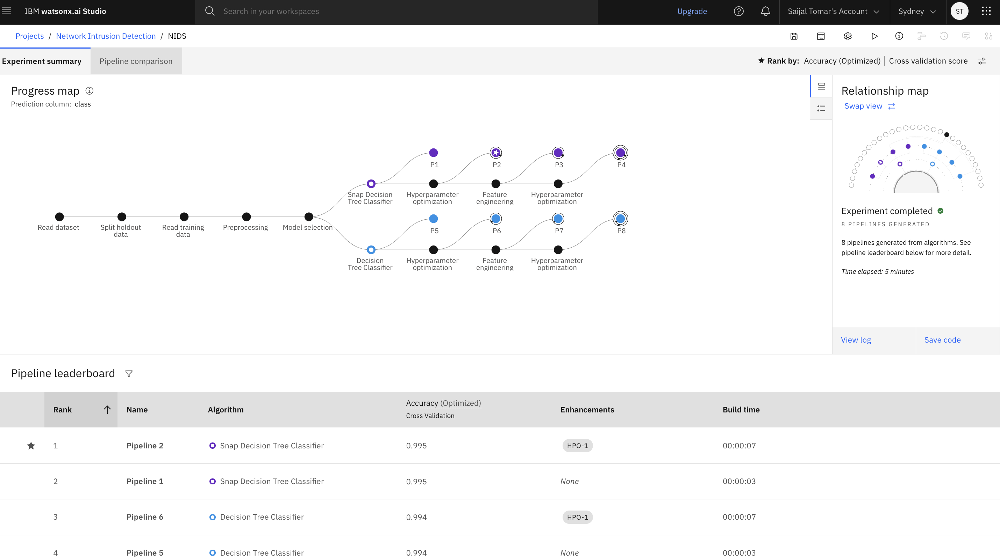 IBM watsonx.ai Studio
Search in your workspaces
Upgrade
Saijal Tomar's Account
Sydney
ST
Projects / Network Intrusion Detection / NIDS
Experiment summary
Pipeline comparison
Rank by: Accuracy (Optimized) | Cross validation score
Progress map
Prediction column: class
Relationship map
Swap view
P1
P2
P3
P4
Snap Decision
Tree Classifier
Hyperparameter
optimization
Feature
engineering
Hyperparameter
optimization
Read dataset
Split holdout
data
Read training
data
Preprocessing
Model selection
P5
P6
P7
P8
Decision
Tree Classifier
Hyperparameter
optimization
Feature
engineering
Hyperparameter
optimization
Experiment completed
8 PIPELINES GENERATED
8 pipelines generated from algorithms. See
pipeline leaderboard below for more detail.
Time elapsed: 5 minutes
View log
Save code
Pipeline leaderboard
Rank Name Algorithm Accuracy (Optimized) Enhancements Build time
Cross Validation
1 Pipeline 2 Snap Decision Tree Classifier 0.995 HPO-1 00:00:07
2 Pipeline 1 Snap Decision Tree Classifier 0.995 None 00:00:03
3 Pipeline 6 Decision Tree Classifier 0.994 HPO-1 00:00:07
4 Pipeline 5 Decision Tree Classifier 0.994 None 00:00:03